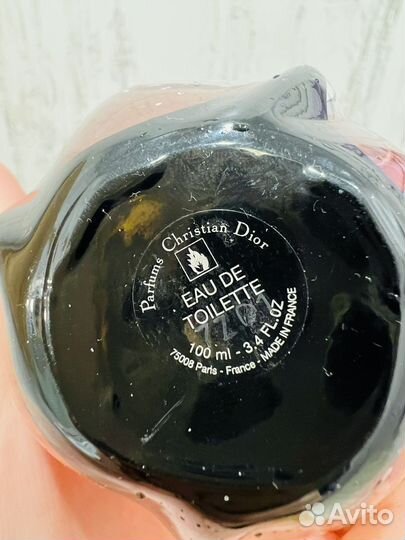 Parfums Christian Dior
EAU DE
TOILETTE
100 ml - 3.4 FL.OZ
75008 Paris - France - MADE IN FRANCE
Avito